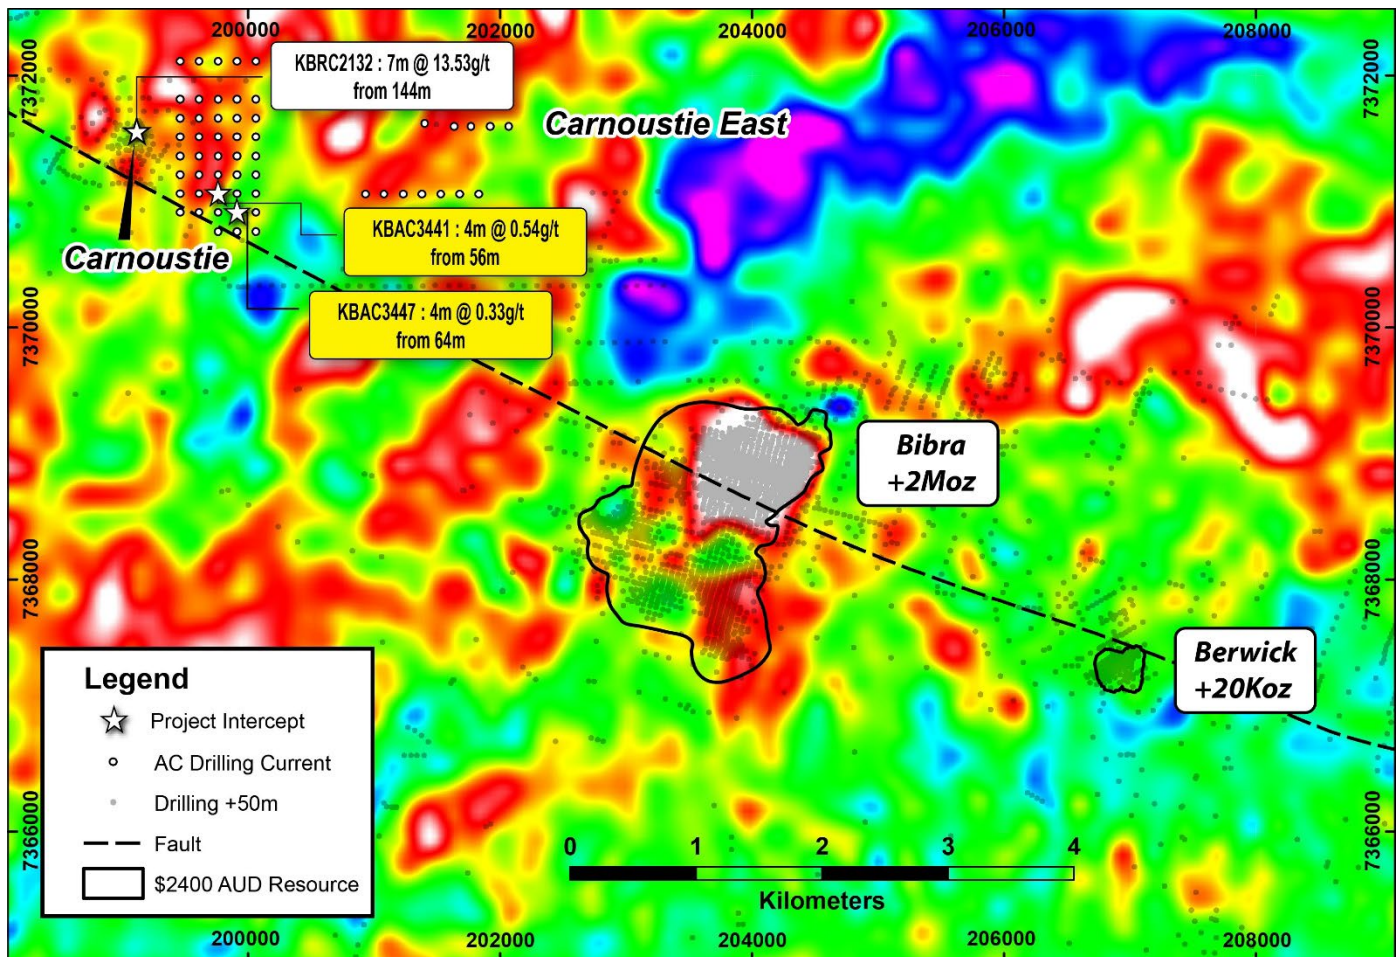 200000
202000
204000
206000
208000
7372000
7372000
KBRC2132 : 7m @ 13.53g/t
from 144m
Carnoustie East
KBAC3441 : 4m @ 0.54g/t
from 56m
Carnoustie
KBAC3447 : 4m @ 0.33g/t
from 64m
7370000
7370000
Bibra
+2Moz
7368000
7368000
Berwick
+20Koz
Legend
Project Intercept
AC Drilling Current
Drilling +50m
Fault
$2400 AUD Resource
7366000
7366000
0
1
2
3
4
Kilometers
200000
202000
204000
206000
208000